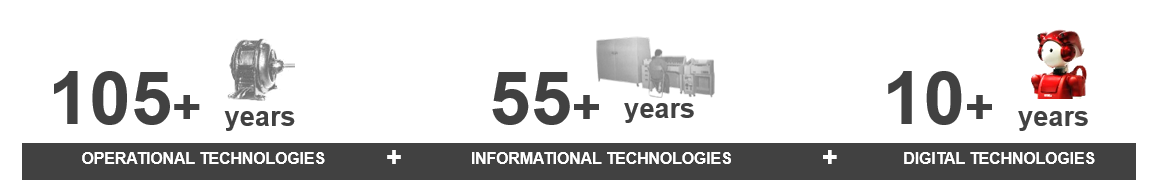 105+ years
55+ years
10+ years
OPERATIONAL TECHNOLOGIES + INFORMATIONAL TECHNOLOGIES + DIGITAL TECHNOLOGIES